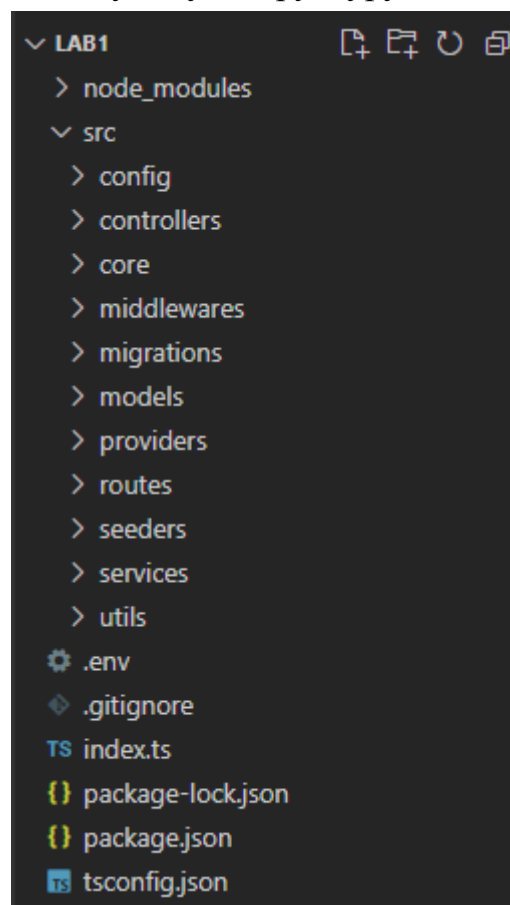 LAB1
node_modules
src
config
controllers
core
middlewares
migrations
models
providers
routes
seeders
services
utils
.env
.gitignore
TS index.ts
{} package-lock.json
{} package.json
TS tsconfig.json